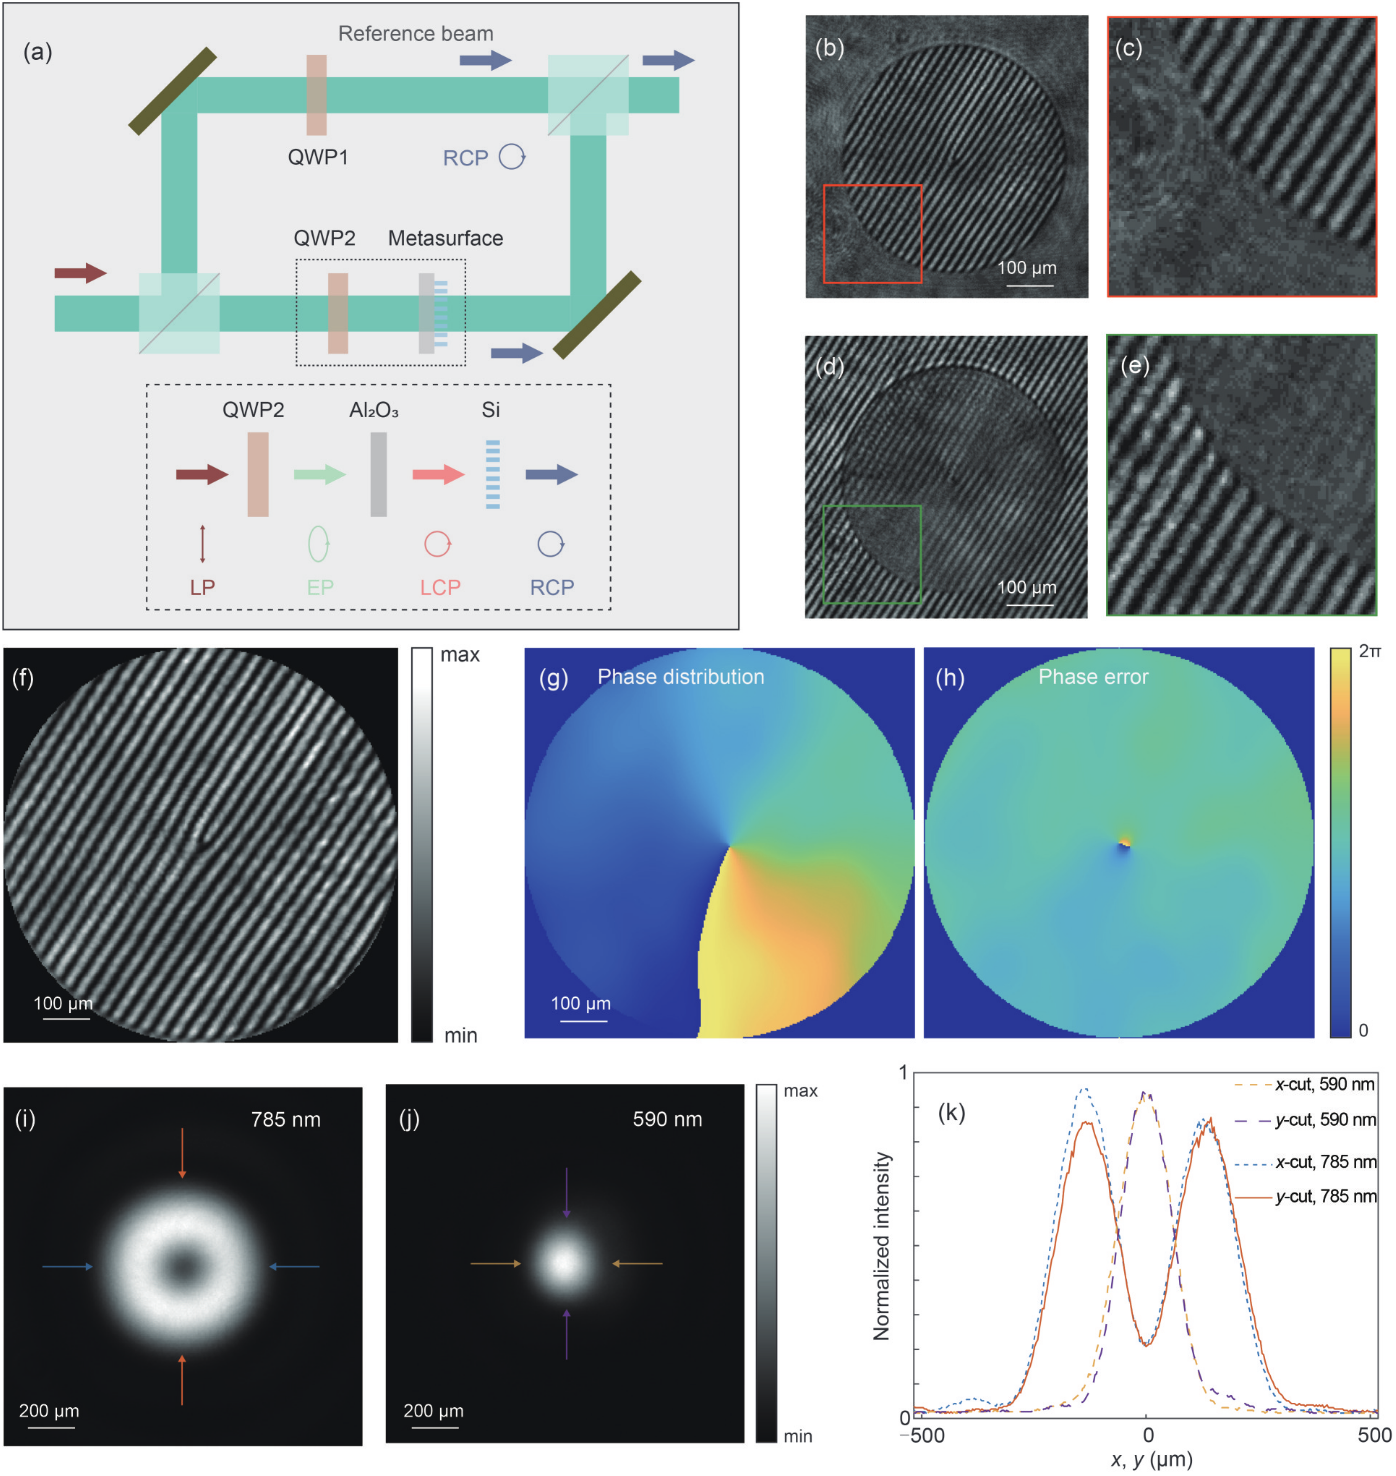 (a)
Reference beam
QWP1
RCP
QWP2 Metasurface
QWP2 Al₂O₃ Si
LP EP LCP RCP
(b)
100 µm
(c)
(d)
100 µm
(e)
(f)
100 µm
max
min
(g) Phase distribution
100 µm
(h) Phase error
2π
0
(i) 785 nm
200 µm
(j) 590 nm
200 µm
max
min
(k)
x-cut, 590 nm
y-cut, 590 nm
x-cut, 785 nm
y-cut, 785 nm
Normalized intensity
1
0
−500 0 500
x, y (µm)